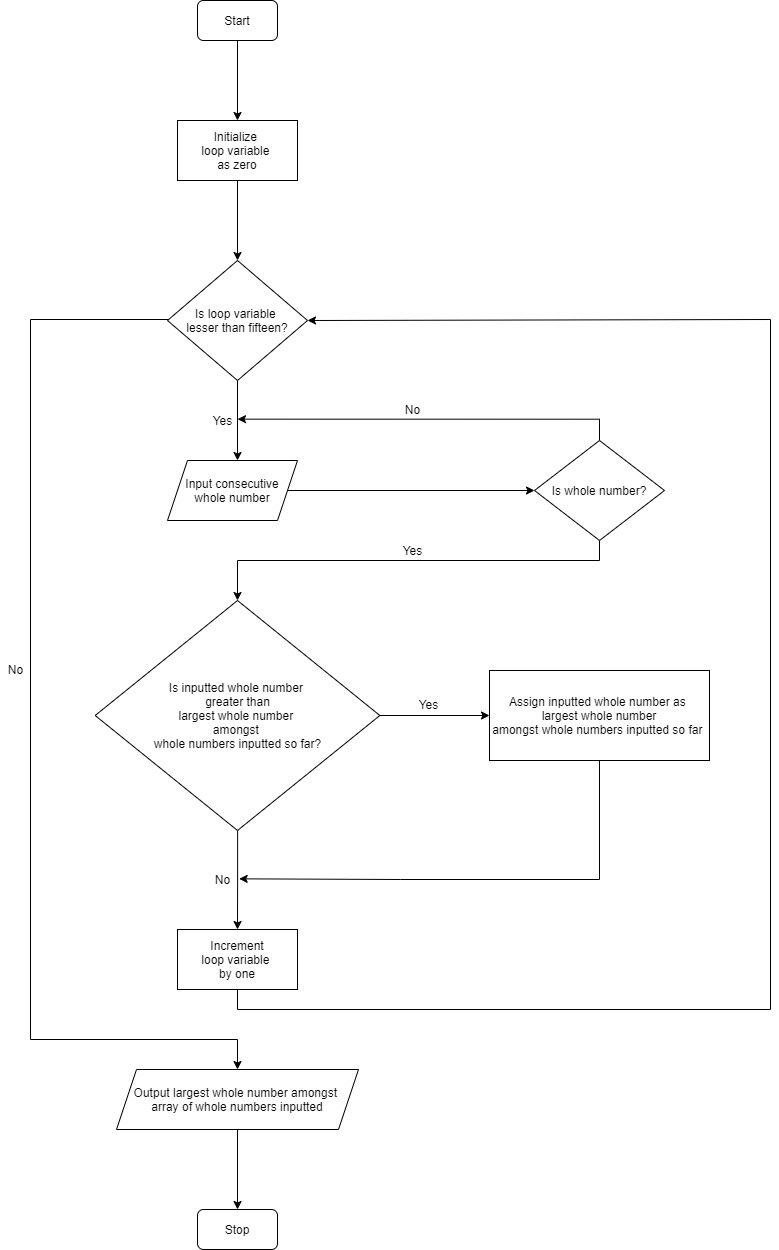 Start
Initialize
loop variable
as zero
Is loop variable
lesser than fifteen?
No
Yes
Input consecutive
whole number
Is whole number?
Yes
No
Is inputted whole number
greater than
largest whole number
amongst
whole numbers inputted so far?
Yes
Assign inputted whole number as
largest whole number
amongst whole numbers inputted so far
No
Increment
loop variable
by one
Output largest whole number amongst
array of whole numbers inputted
Stop